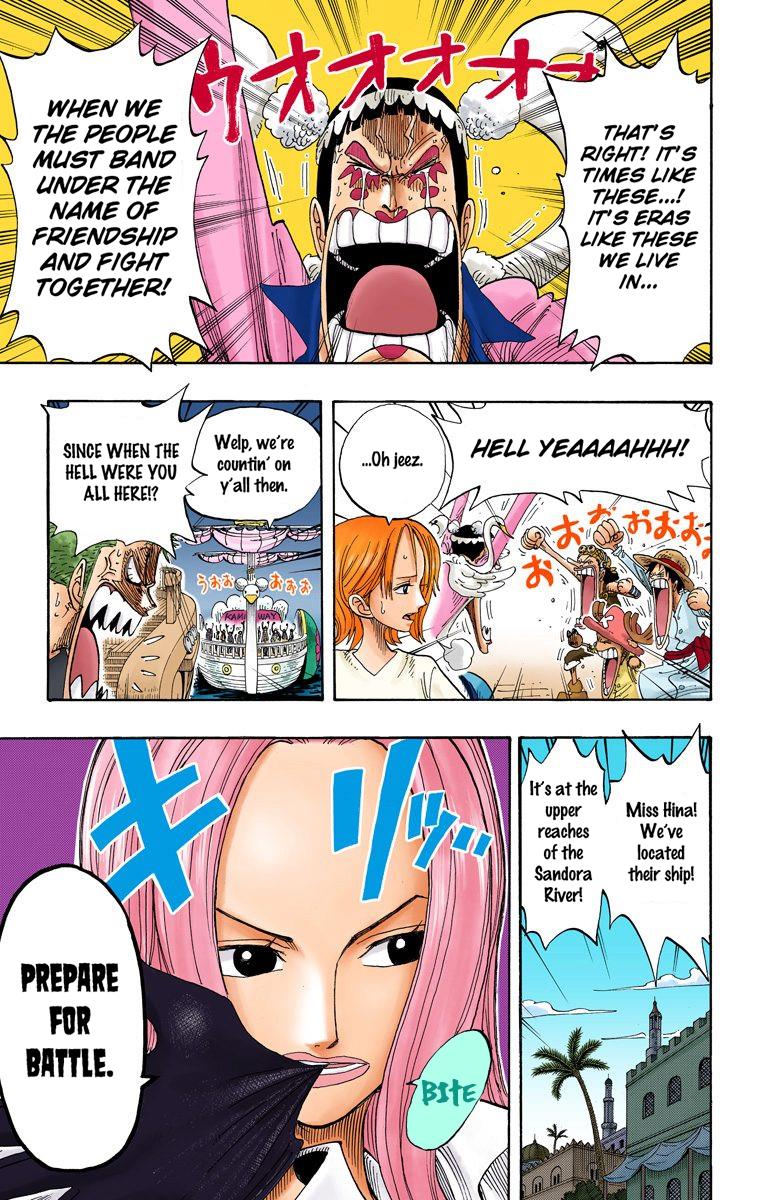 ウオオオオオーッ
THAT'S
RIGHT! IT'S
TIMES LIKE
THESE...!
IT'S ERAS
LIKE THESE
WE LIVE
IN...
WHEN WE
THE PEOPLE
MUST BAND
UNDER THE
NAME OF
FRIENDSHIP
AND FIGHT
TOGETHER!
HELL YEAAAAHHH!
おおおおおお
...Oh jeez.
Welp, we're
countin' on
y'all then.
うおおおおお
KAMA WAY
SINCE WHEN THE
HELL WERE YOU
ALL HERE!?
Miss Hina!
We've
located
their ship!
It's at the
upper
reaches
of the
Sandora
River!
キリッ
BITE
PREPARE
FOR
BATTLE.